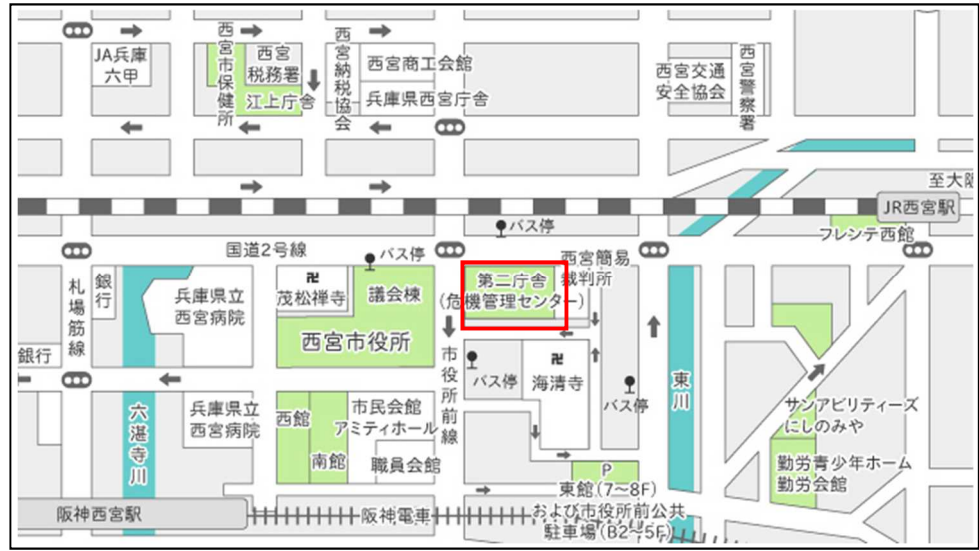 JA兵庫
六甲
西宮市保健所
西宮
税務署
江上庁舎
西宮納税協会
西宮商工会館
兵庫県西宮庁舎
西宮交通
安全協会
西宮警察署
至大阪
JR西宮駅
フレンテ西館
バス停
国道2号線
バス停
西宮簡易
裁判所
札場筋線
銀行
兵庫県立
西宮病院
卍
茂松禅寺
議会棟
第二庁舎
(危機管理センター)
西宮市役所
銀行
市役所前線
バス停
卍
海清寺
バス停
東川
六湛寺川
兵庫県立
西宮病院
西館
南館
市民会館
アミティホール
職員会館
サンアビリティーズ
にしのみや
勤労青少年ホーム
勤労会館
P
東館(7～8F)
および市役所前公共
駐車場(B2～5F)
阪神西宮駅
阪神電車